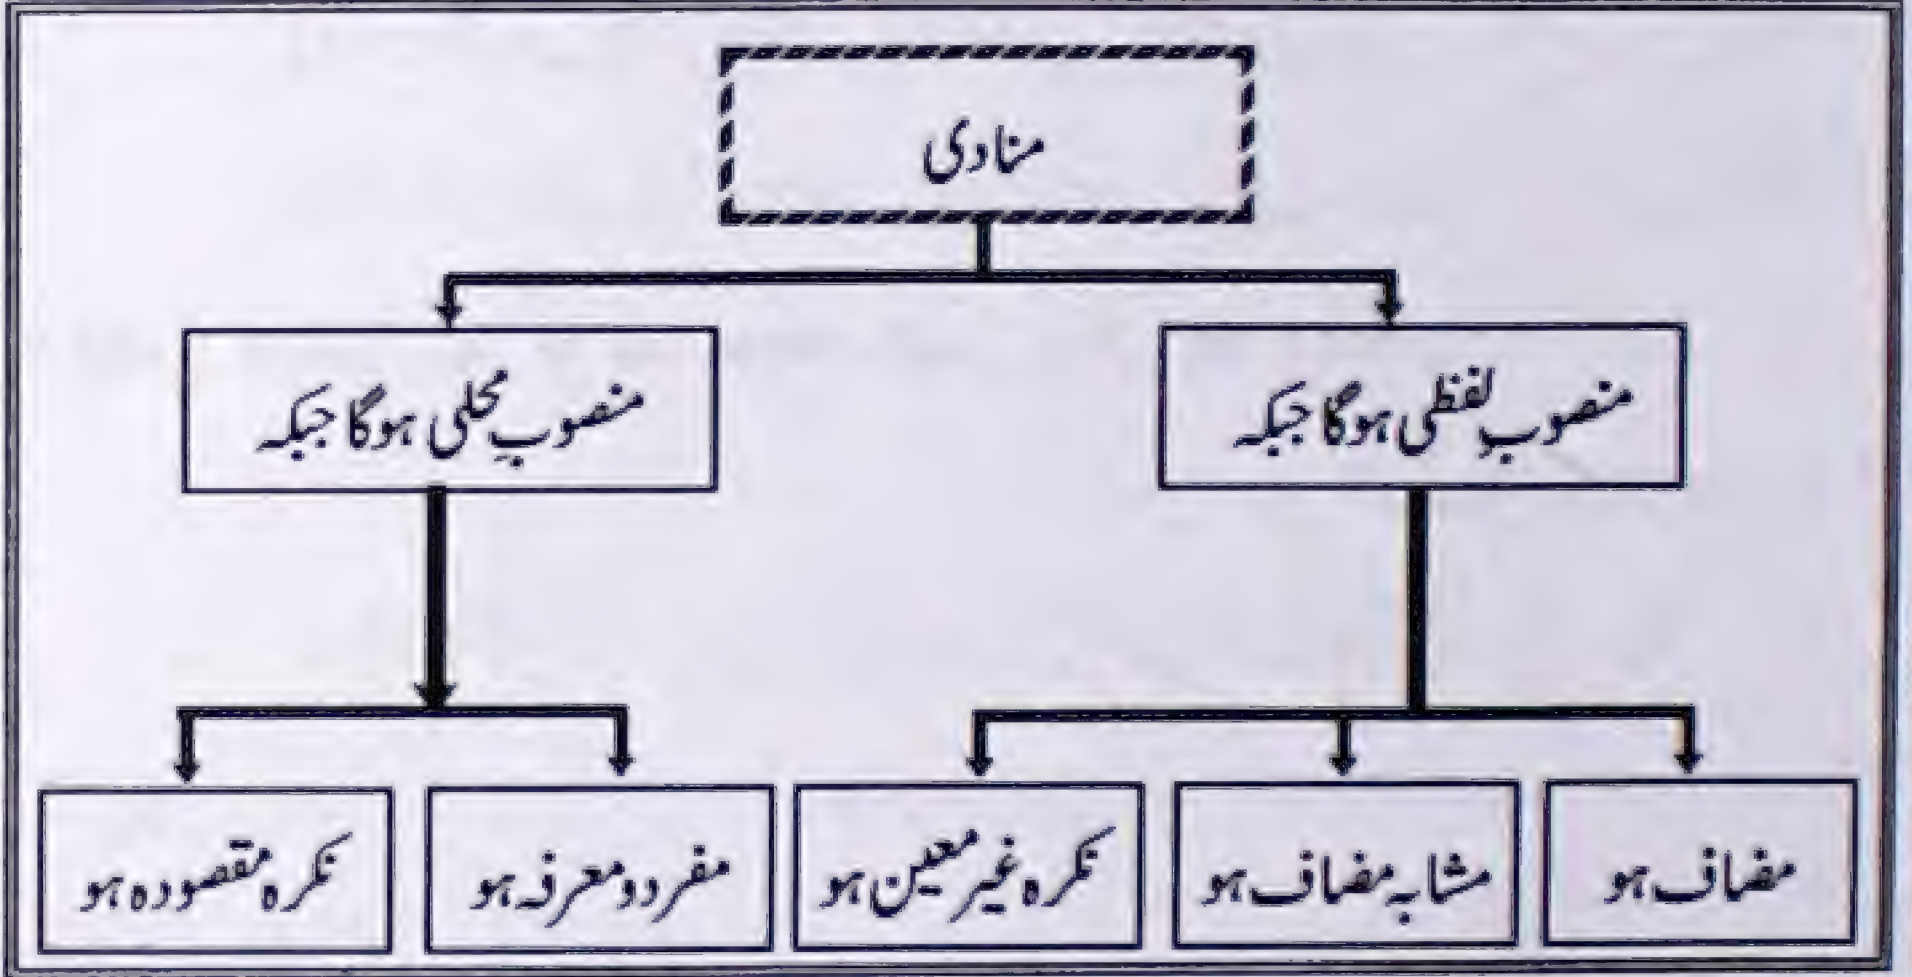 منادی
منصوبِ لفظی ہوگا جبکہ
منصوبِ محلی ہوگا جبکہ
مضاف ہو
مشابہ مضاف ہو
نکرہ غیر معین ہو
مفرد و معرفہ ہو
نکرہ مقصودہ ہو